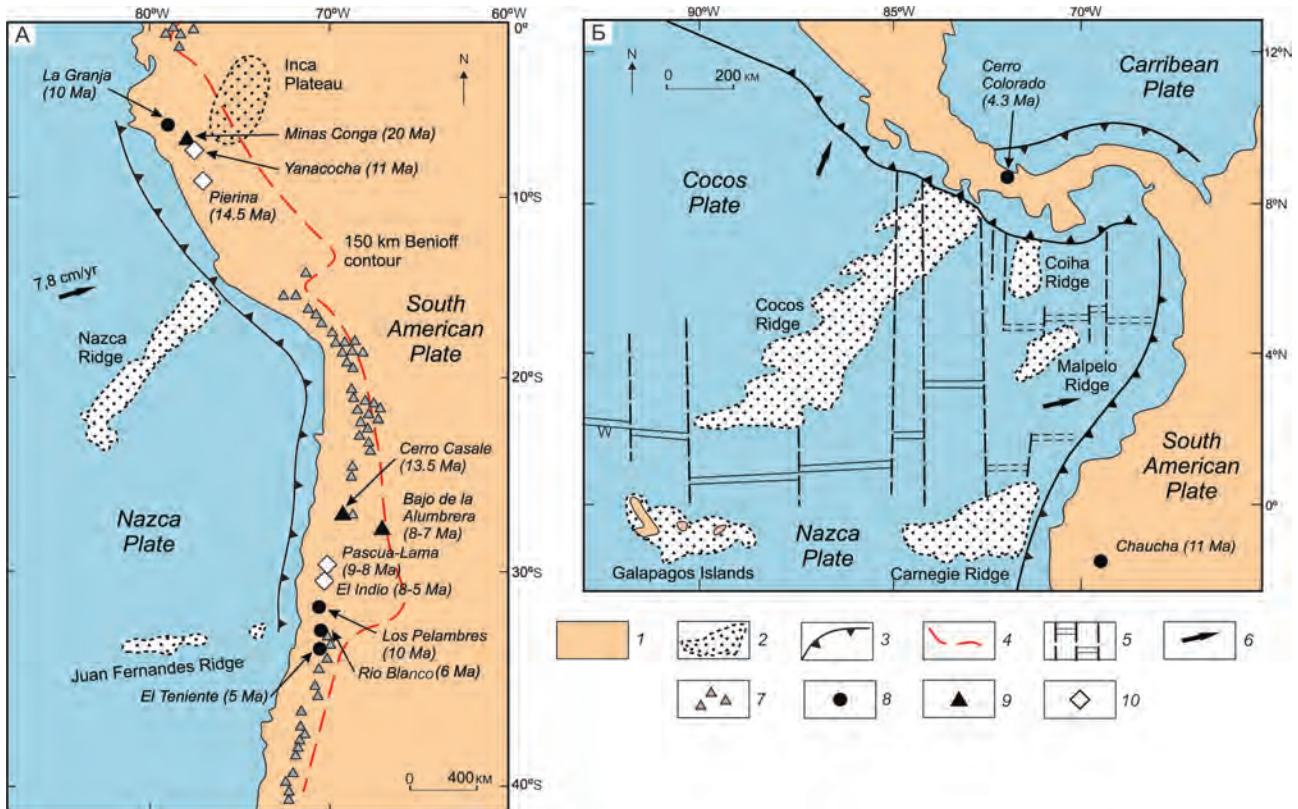 А
80ºW
70ºW
0º
La Granja
(10 Ma)
Inca
Plateau
N
Minas Conga (20 Ma)
Yanacocha (11 Ma)
Pierina
(14.5 Ma)
10ºS
150 km Benioff
contour
7,8 cm/yr
Nazca
Ridge
South
American
Plate
20ºS
Cerro Casale
(13.5 Ma)
Bajo de la
Alumbrera
(8-7 Ma)
Nazca
Plate
Pascua-Lama
(9-8 Ma)
El Indio (8-5 Ma)
30ºS
Los Pelambres
(10 Ma)
Juan Fernandes Ridge
Rio Blanco (6 Ma)
El Teniente (5 Ma)
0 400 КМ
40ºS
Б
90ºW
85ºW
70ºW
12ºN
N
0 200 КМ
Cerro
Colorado
(4.3 Ma)
Carribean
Plate
Cocos
Plate
8ºN
Coiha
Ridge
Cocos
Ridge
4ºN
Malpelo
Ridge
W
South
American
Plate
0º
Nazca
Plate
Chaucha (11 Ma)
Galapagos Islands
Carnegie Ridge
1
2
3
4
5
6
7
8
9
10